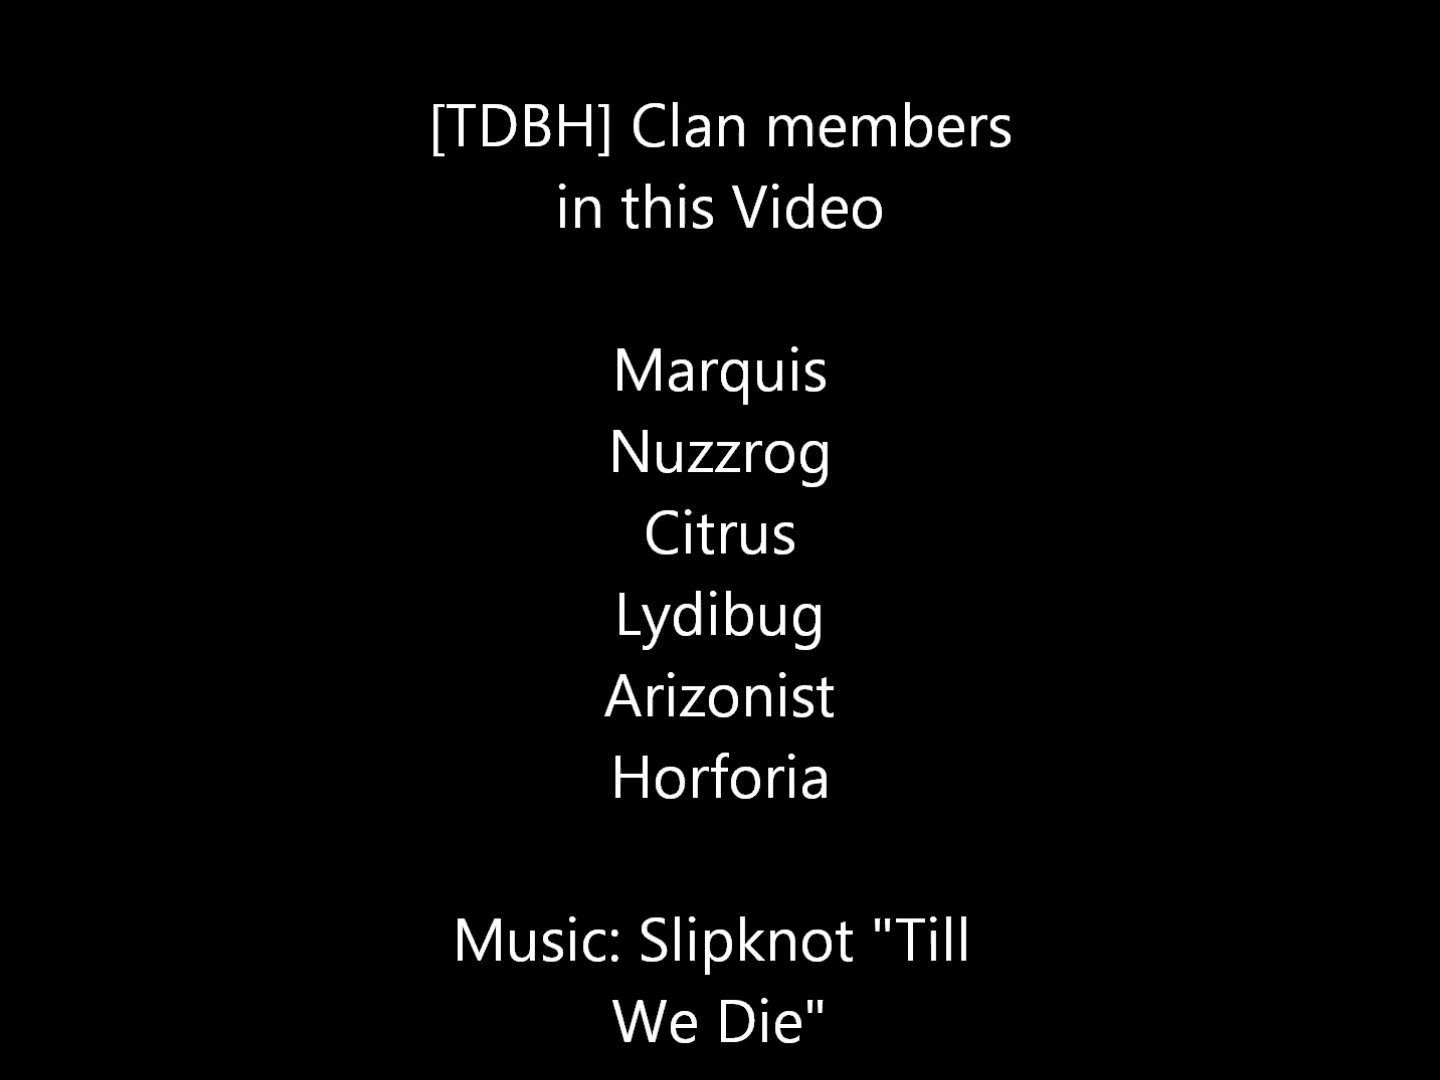 [TDBH] Clan members
in this Video
Marquis
Nuzzrog
Citrus
Lydibug
Arizonist
Horforia
Music: Slipknot "Till
We Die"